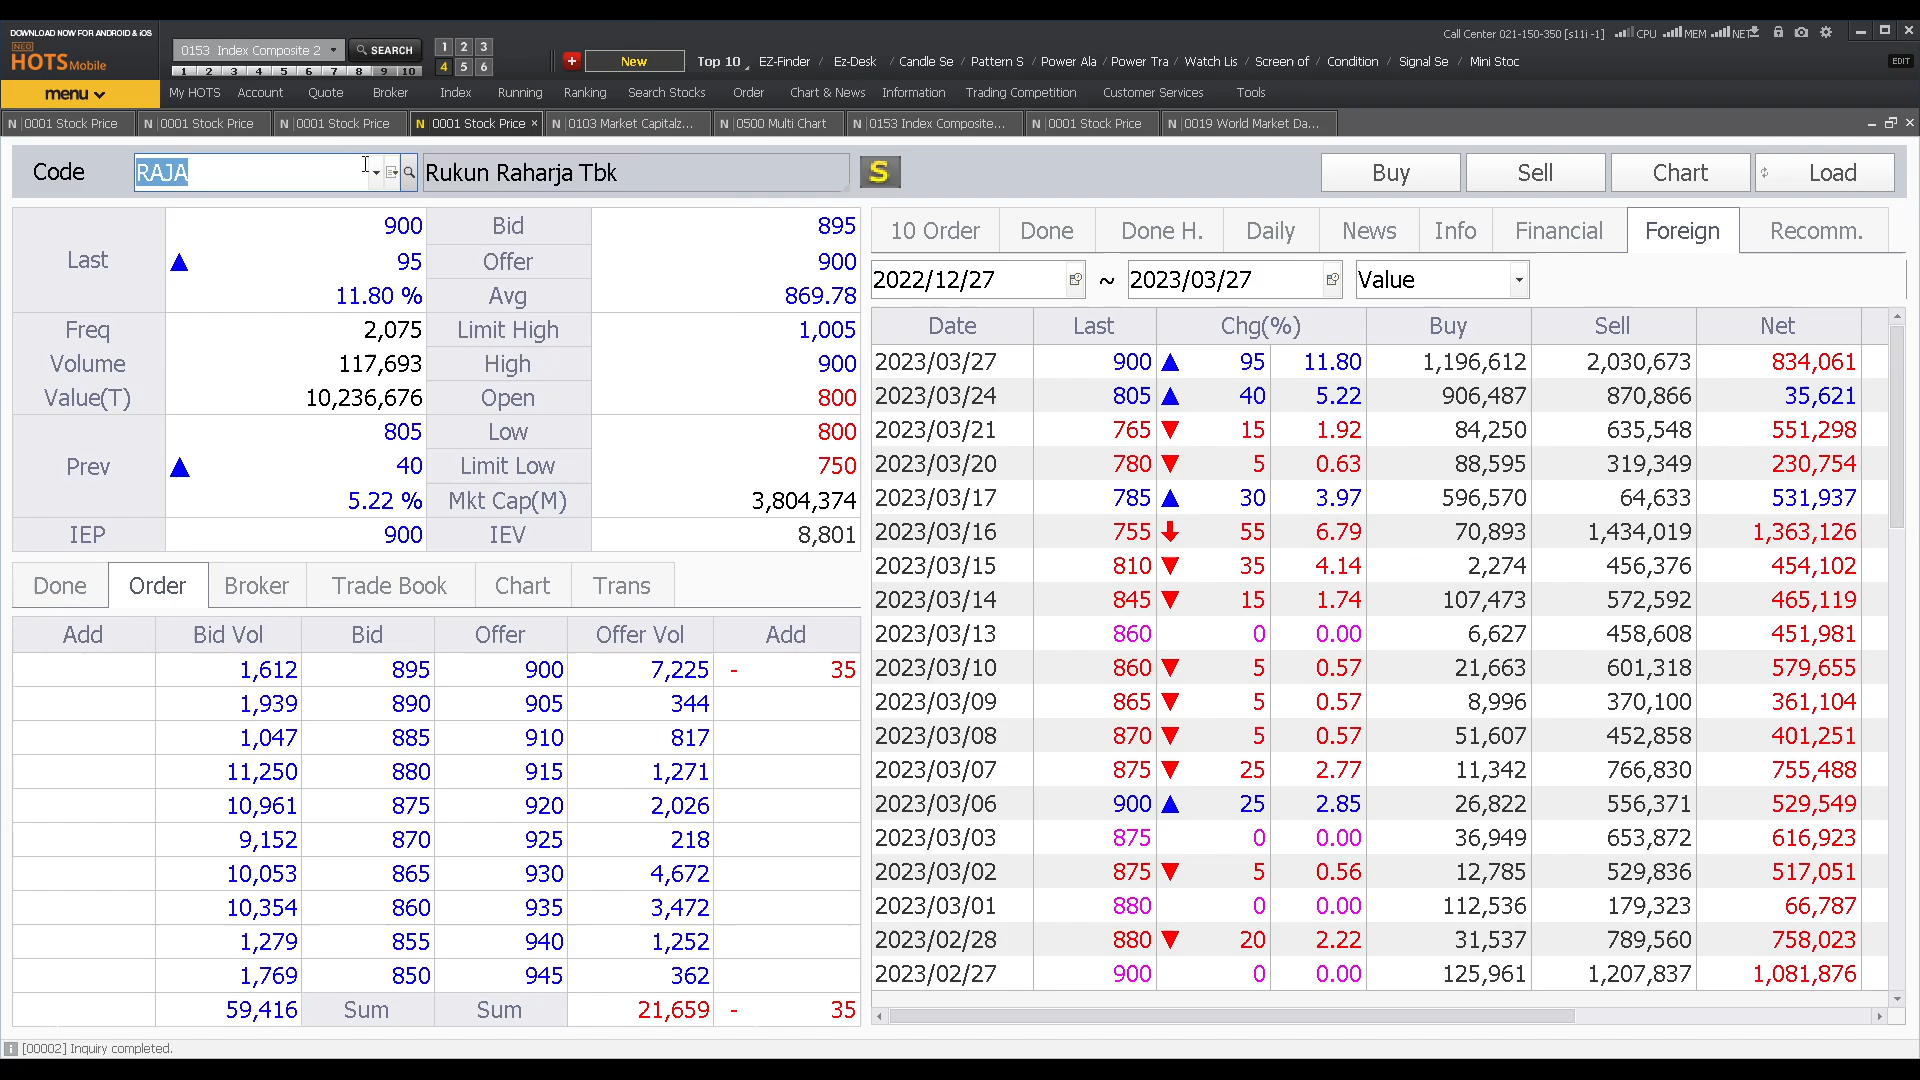 DOWNLOAD NOW FOR ANDROID & iOS
NEO
HOTS Mobile
0153 Index Composite 2 SEARCH 1 2 3
1 2 3 4 5 6 7 8 9 10 4 5 6
Call Center 021-150-350 [s11i -1] CPU MEM NET
New Top 10 EZ-Finder / Ez-Desk / Candle Se / Pattern S / Power Ala / Power Tra / Watch Lis / Screen of / Condition / Signal Se / Mini Stoc EDIT
menu My HOTS Account Quote Broker Index Running Ranking Search Stocks Order Chart & News Information Trading Competition Customer Services Tools
N 0001 Stock Price N 0001 Stock Price N 0001 Stock Price N 0001 Stock Price × N 0103 Market Capitalz... N 0500 Multi Chart N 0153 Index Composite... N 0001 Stock Price N 0019 World Market Da...
Code RAJA Rukun Raharja Tbk S Buy Sell Chart Load
Last 900 Bid 895
▲ 95 Offer 900
11.80 % Avg 869.78
Freq 2,075 Limit High 1,005
Volume 117,693 High 900
Value(T) 10,236,676 Open 800
Prev 805 Low 800
▲ 40 Limit Low 750
5.22 % Mkt Cap(M) 3,804,374
IEP 900 IEV 8,801
Done Order Broker Trade Book Chart Trans
Add Bid Vol Bid Offer Offer Vol Add
1,612 895 900 7,225 - 35
1,939 890 905 344
1,047 885 910 817
11,250 880 915 1,271
10,961 875 920 2,026
9,152 870 925 218
10,053 865 930 4,672
10,354 860 935 3,472
1,279 855 940 1,252
1,769 850 945 362
59,416 Sum Sum 21,659 - 35
10 Order Done Done H. Daily News Info Financial Foreign Recomm.
2022/12/27 ~ 2023/03/27 Value
Date Last Chg(%) Buy Sell Net
2023/03/27 900 ▲ 95 11.80 1,196,612 2,030,673 834,061
2023/03/24 805 ▲ 40 5.22 906,487 870,866 35,621
2023/03/21 765 ▼ 15 1.92 84,250 635,548 551,298
2023/03/20 780 ▼ 5 0.63 88,595 319,349 230,754
2023/03/17 785 ▲ 30 3.97 596,570 64,633 531,937
2023/03/16 755 ↓ 55 6.79 70,893 1,434,019 1,363,126
2023/03/15 810 ▼ 35 4.14 2,274 456,376 454,102
2023/03/14 845 ▼ 15 1.74 107,473 572,592 465,119
2023/03/13 860 0 0.00 6,627 458,608 451,981
2023/03/10 860 ▼ 5 0.57 21,663 601,318 579,655
2023/03/09 865 ▼ 5 0.57 8,996 370,100 361,104
2023/03/08 870 ▼ 5 0.57 51,607 452,858 401,251
2023/03/07 875 ▼ 25 2.77 11,342 766,830 755,488
2023/03/06 900 ▲ 25 2.85 26,822 556,371 529,549
2023/03/03 875 0 0.00 36,949 653,872 616,923
2023/03/02 875 ▼ 5 0.56 12,785 529,836 517,051
2023/03/01 880 0 0.00 112,536 179,323 66,787
2023/02/28 880 ▼ 20 2.22 31,537 789,560 758,023
2023/02/27 900 0 0.00 125,961 1,207,837 1,081,876
[00002] Inquiry completed.